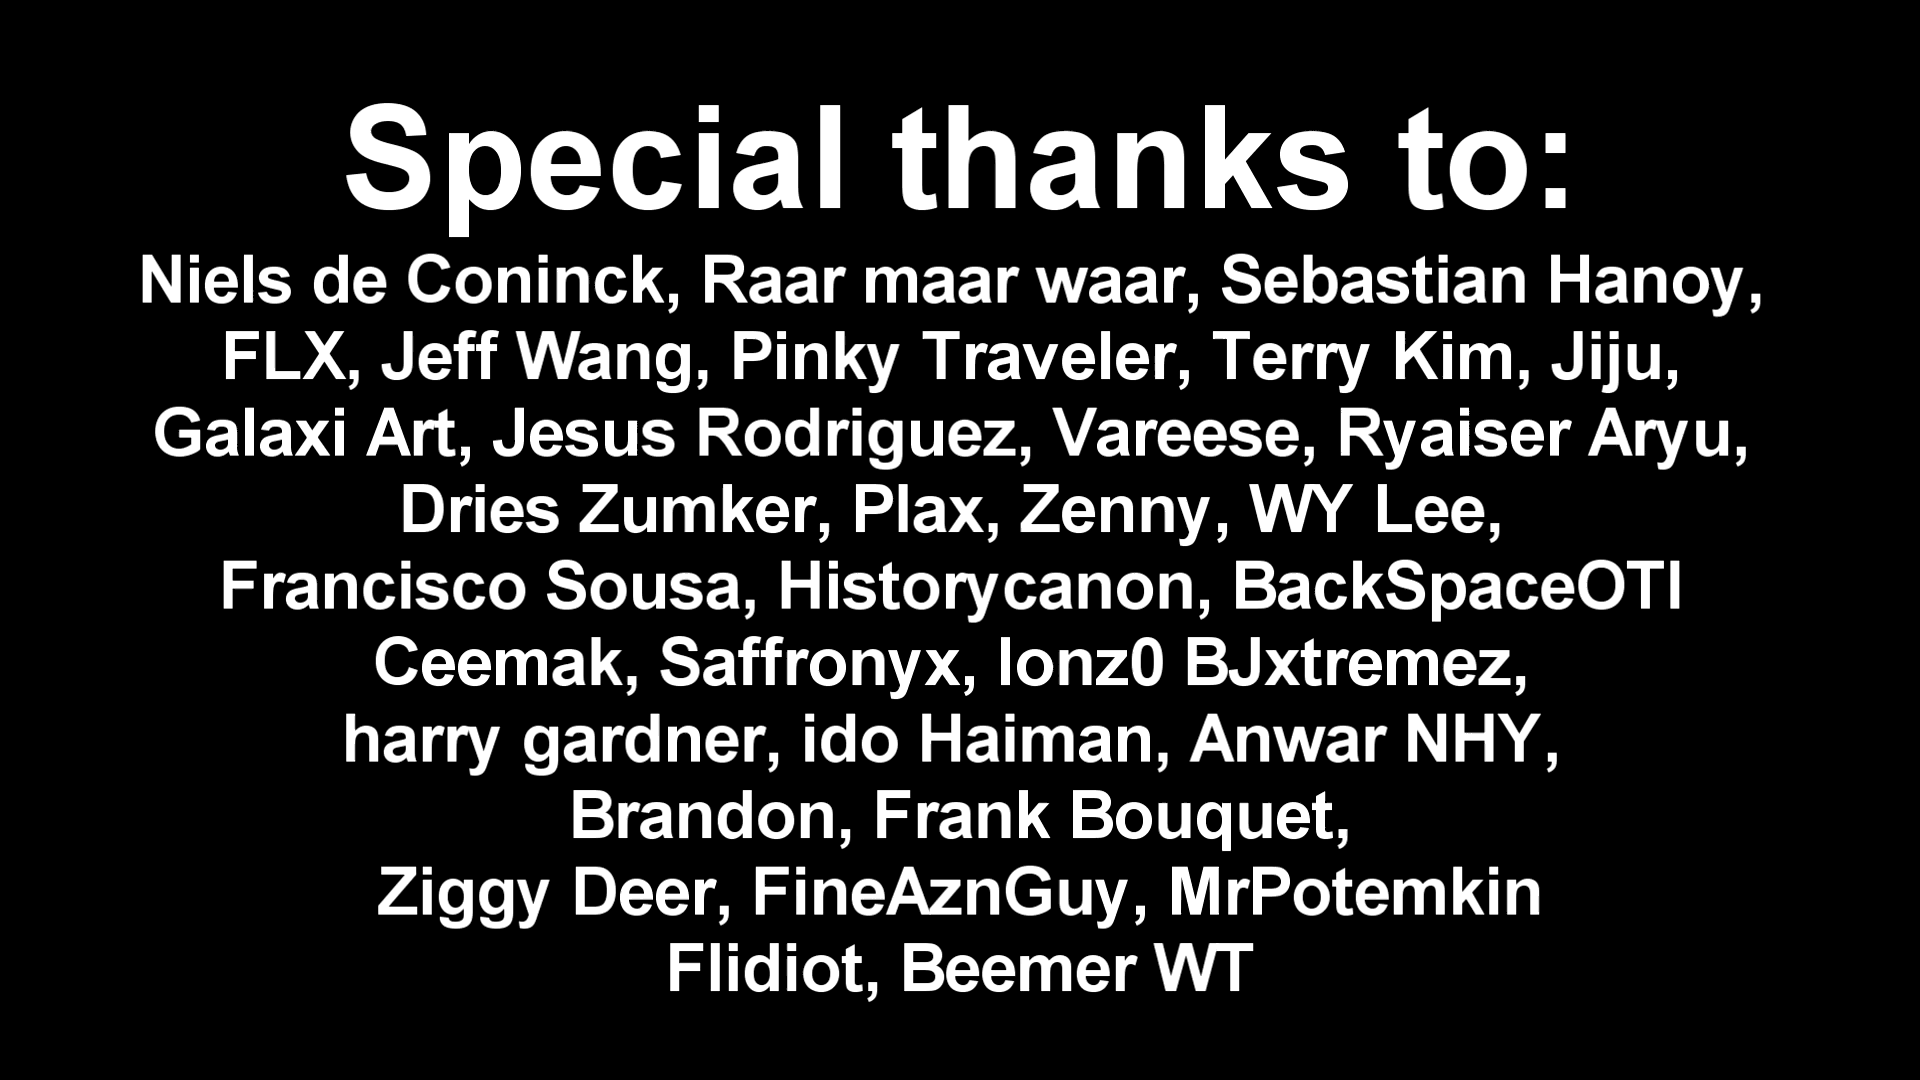 Special thanks to:
Niels de Coninck, Raar maar waar, Sebastian Hanoy,
FLX, Jeff Wang, Pinky Traveler, Terry Kim, Jiju,
Galaxi Art, Jesus Rodriguez, Vareese, Ryaiser Aryu,
Dries Zumker, Plax, Zenny, WY Lee,
Francisco Sousa, Historycanon, BackSpaceOTI
Ceemak, Saffronyx, Ionz0 BJxtremez,
harry gardner, ido Haiman, Anwar NHY,
Brandon, Frank Bouquet,
Ziggy Deer, FineAznGuy, MrPotemkin
Flidiot, Beemer WT